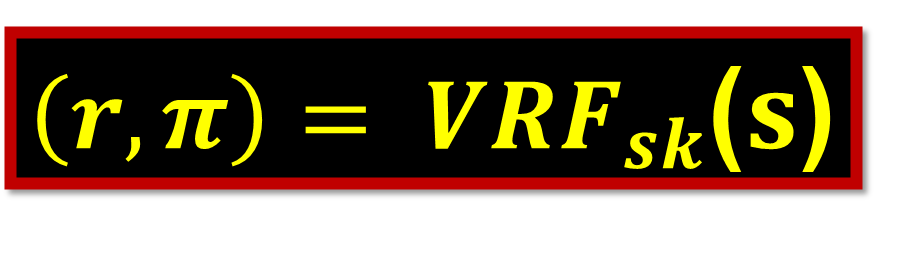 (r, π) = VRF_sk(s)